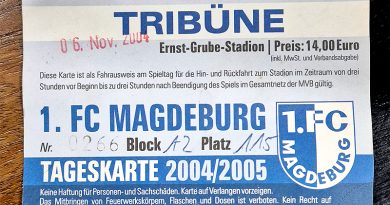 TRIBÜNE
06. Nov. 2004
Ernst-Grube-Stadion | Preis: 14,00 Euro
(inkl. MwSt. und Verbandsabgabe)
Diese Karte ist als Fahrausweis am Spieltag für die Hin- und Rückfahrt zum Stadion im Zeitraum von drei
Stunden vor Beginn bis zu drei Stunden nach Beendigung des Spiels im Gesamtnetz der MVB gültig.
1. FC MAGDEBURG
Nr. 0266 Block A2 Platz 115
TAGESKARTE 2004/2005
1. FC
MAGDEBURG
Keine Haftung für Personen- und Sachschäden. Karte auf Verlangen vorzeigen.
Das Mitbringen von Feuerwerkskörpern, Flaschen und Dosen ist verboten. Kein Recht auf